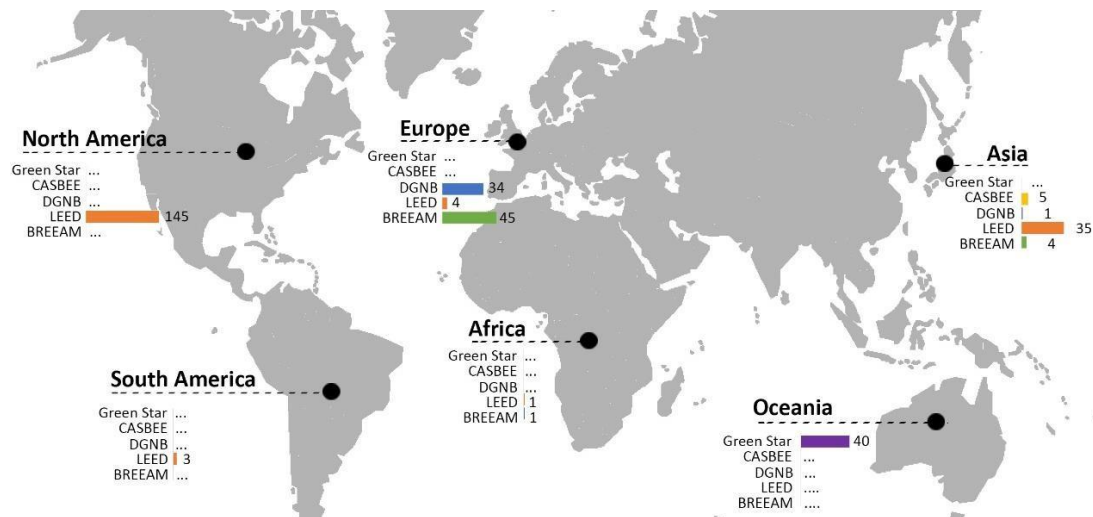 North America
Green Star ...
CASBEE ...
DGNB ...
LEED 145
BREEAM ...
Europe
Green Star ...
CASBEE ...
DGNB 34
LEED 4
BREEAM 45
Asia
Green Star ...
CASBEE 5
DGNB 1
LEED 35
BREEAM 4
South America
Green Star ...
CASBEE ...
DGNB ...
LEED 3
BREEAM ...
Africa
Green Star ...
CASBEE ...
DGNB ...
LEED 1
BREEAM 1
Oceania
Green Star 40
CASBEE ...
DGNB ...
LEED ....
BREEAM ....